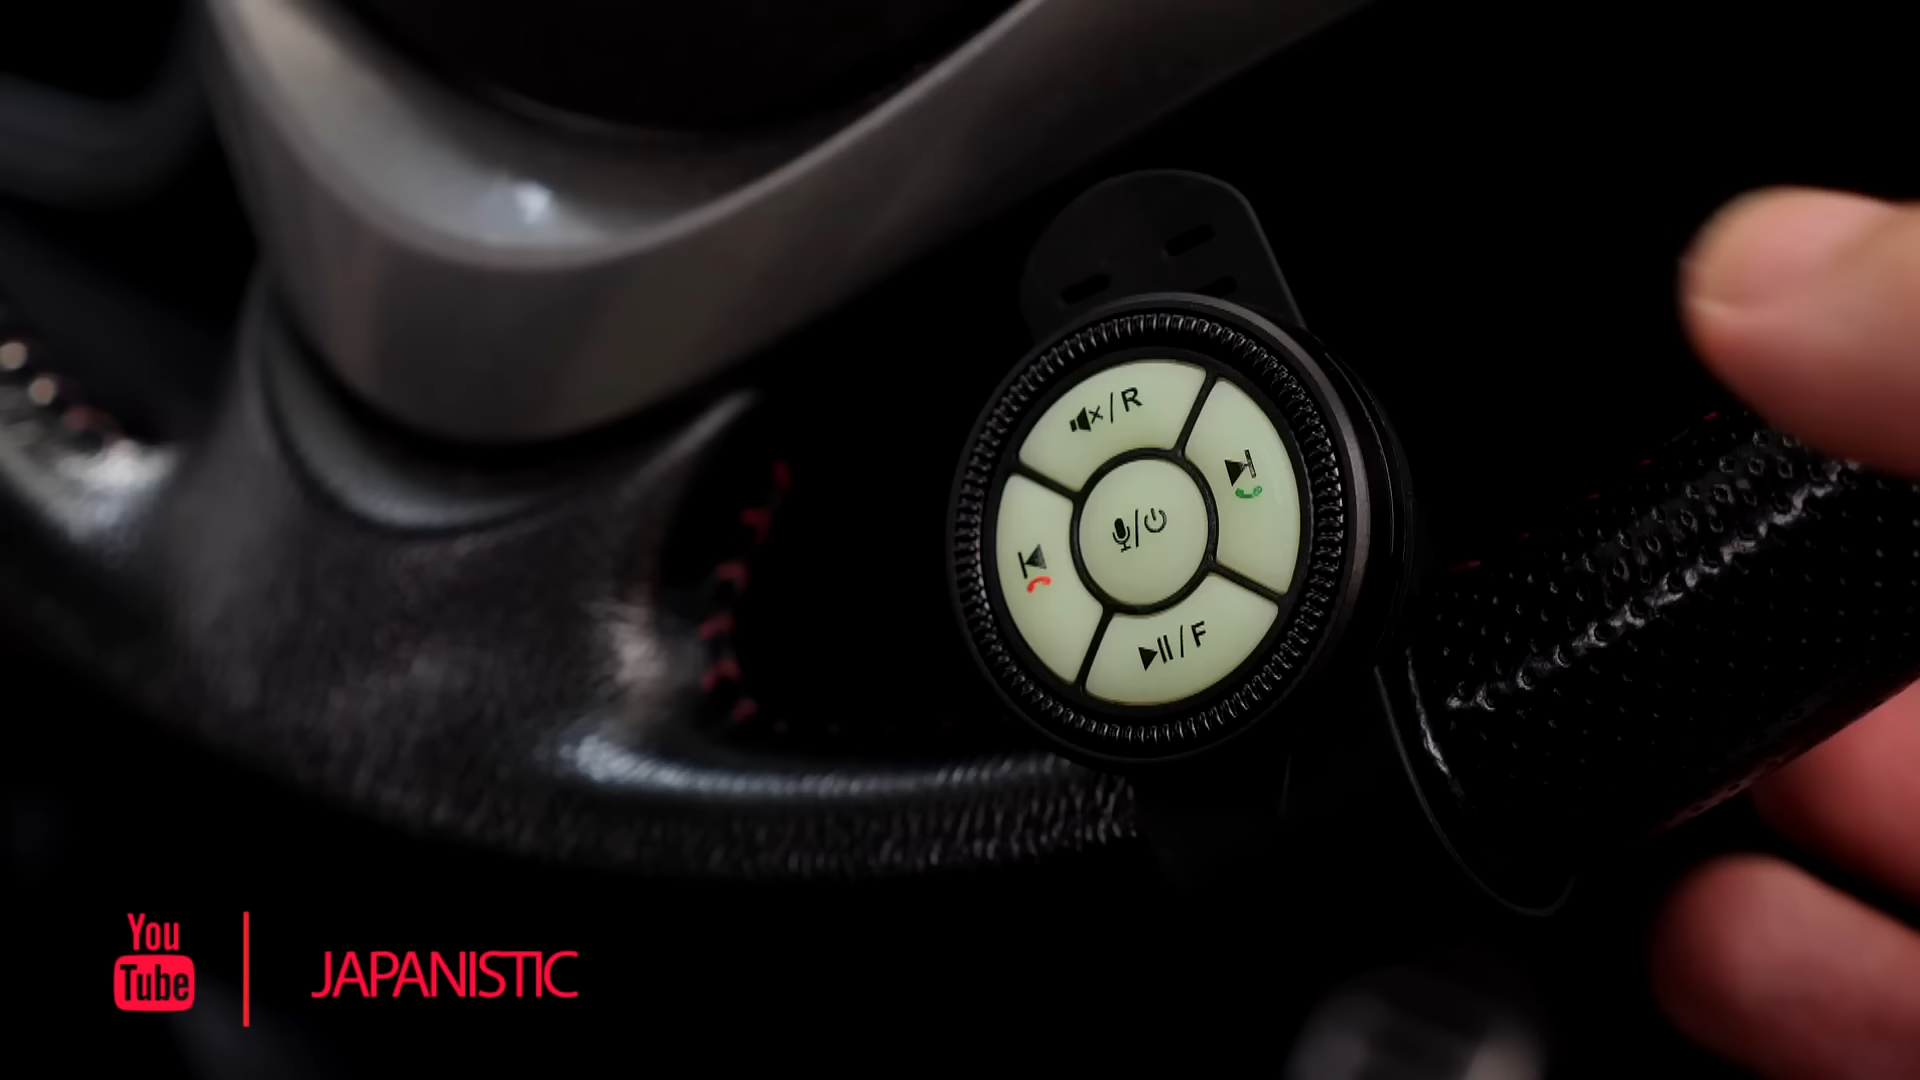 / R
/
/ F
You
Tube
JAPANISTIC